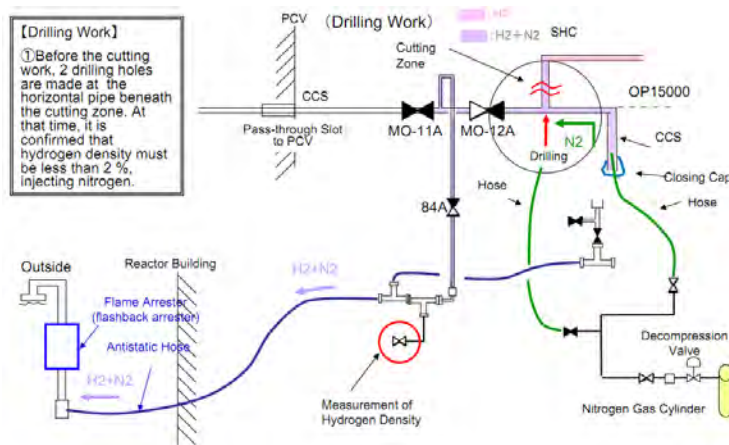 【Drilling Work】
①Before the cutting
work, 2 drilling holes
are made at the
horizontal pipe beneath
the cutting zone. At
that time, it is
confirmed that
hydrogen density must
be less than 2 %,
injecting nitrogen.
PCV
(Drilling Work)
:H2
:H2+N2
SHC
Cutting
Zone
CCS
OP15000
Pass-through Slot
to PCV
MO-11A
MO-12A
N2
Drilling
CCS
Closing Cap
Hose
Hose
84A
Outside
Reactor Building
H2+N2
Flame Arrester
(flashback arrester)
Antistatic Hose
H2+N2
Measurement of
Hydrogen Density
Decompression
Valve
Nitrogen Gas Cylinder